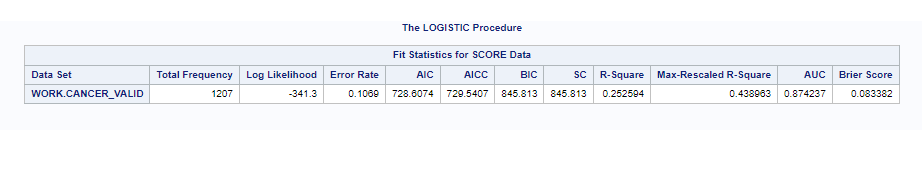 The LOGISTIC Procedure
Fit Statistics for SCORE Data
Data Set Total Frequency Log Likelihood Error Rate AIC AICC BIC SC R-Square Max-Rescaled R-Square AUC Brier Score
WORK.CANCER_VALID 1207 -341.3 0.1069 728.6074 729.5407 845.813 845.813 0.252594 0.438963 0.874237 0.083382